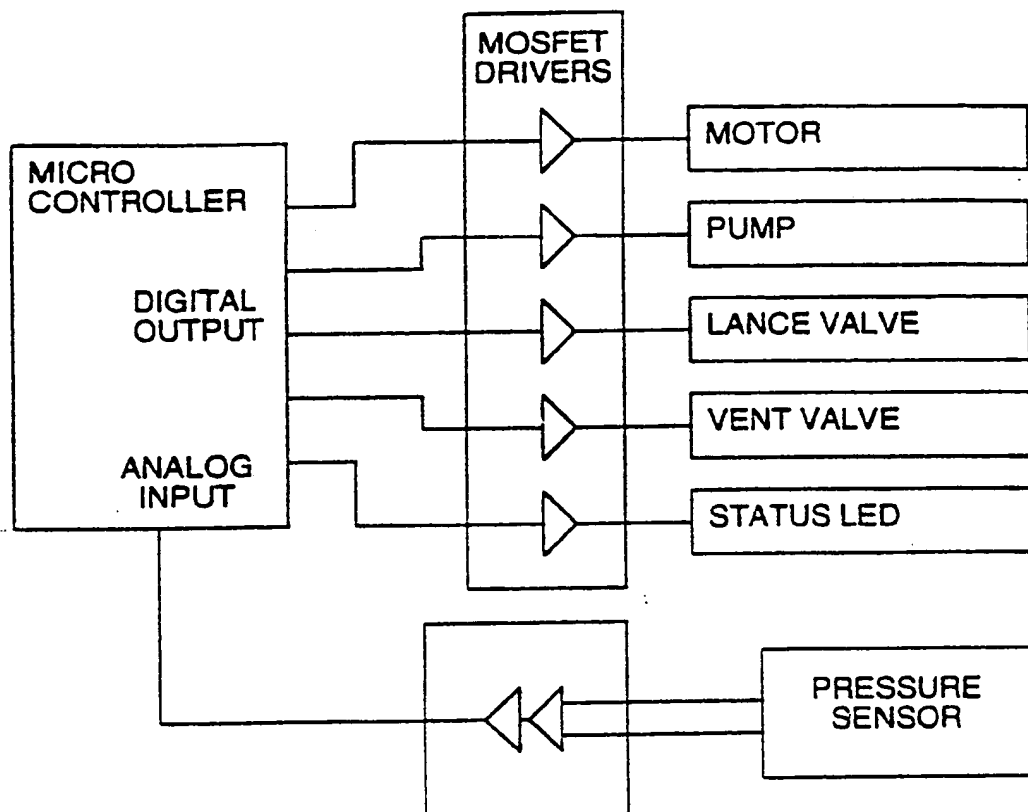 MOSFET
DRIVERS
MOTOR
MICRO
CONTROLLER
PUMP
DIGITAL
OUTPUT
LANCE VALVE
VENT VALVE
ANALOG
INPUT
STATUS LED
PRESSURE
SENSOR